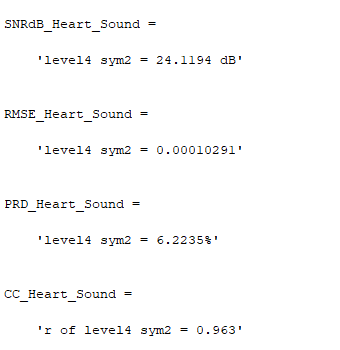 SNRdB_Heart_Sound =
'level4 sym2 = 24.1194 dB'
RMSE_Heart_Sound =
'level4 sym2 = 0.00010291'
PRD_Heart_Sound =
'level4 sym2 = 6.2235%'
CC_Heart_Sound =
'r of level4 sym2 = 0.963'